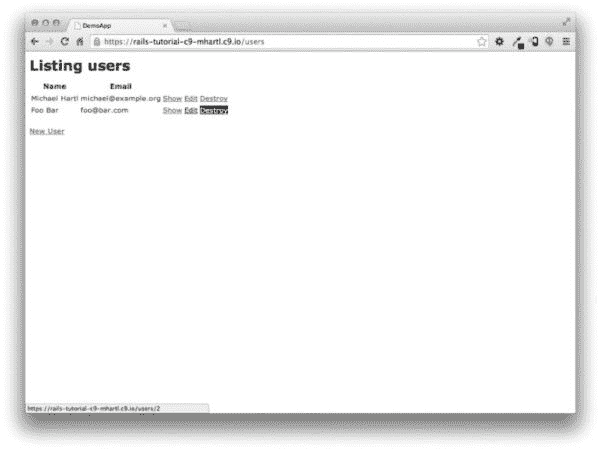 DemoApp
https://rails-tutorial-c9-mhartl.c9.io/users
Listing users
Name Email
Michael Hartl michael@example.org Show Edit Destroy
Foo Bar foo@bar.com Show Edit Destroy
New User
https://rails-tutorial-c9-mhartl.c9.io/users/2